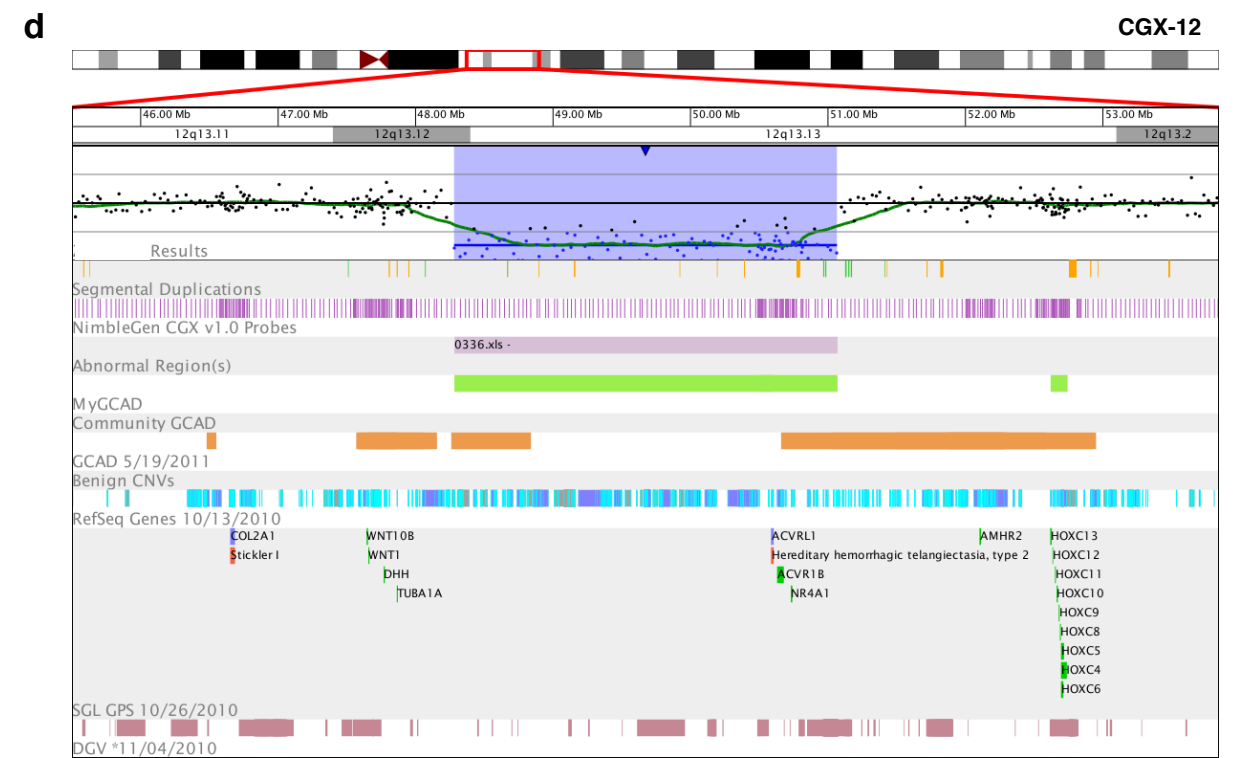 d
CGX-12
46.00 Mb 47.00 Mb 48.00 Mb 49.00 Mb 50.00 Mb 51.00 Mb 52.00 Mb 53.00 Mb
12q13.11 12q13.12 12q13.13 12q13.2
Results
Segmental Duplications
NimbleGen CGX v1.0 Probes
0336.xls -
Abnormal Region(s)
MyGCAD
Community GCAD
GCAD 5/19/2011
Benign CNVs
RefSeq Genes 10/13/2010
COL2A1 WNT10B ACVRL1 AMHR2 HOXC13
Stickler I WNT1 Hereditary hemorrhagic telangiectasia, type 2 HOXC12
DHH ACVR1B HOXC11
TUBA1A NR4A1 HOXC10
HOXC9
HOXC8
HOXC5
HOXC4
HOXC6
SGL GPS 10/26/2010
DGV *11/04/2010